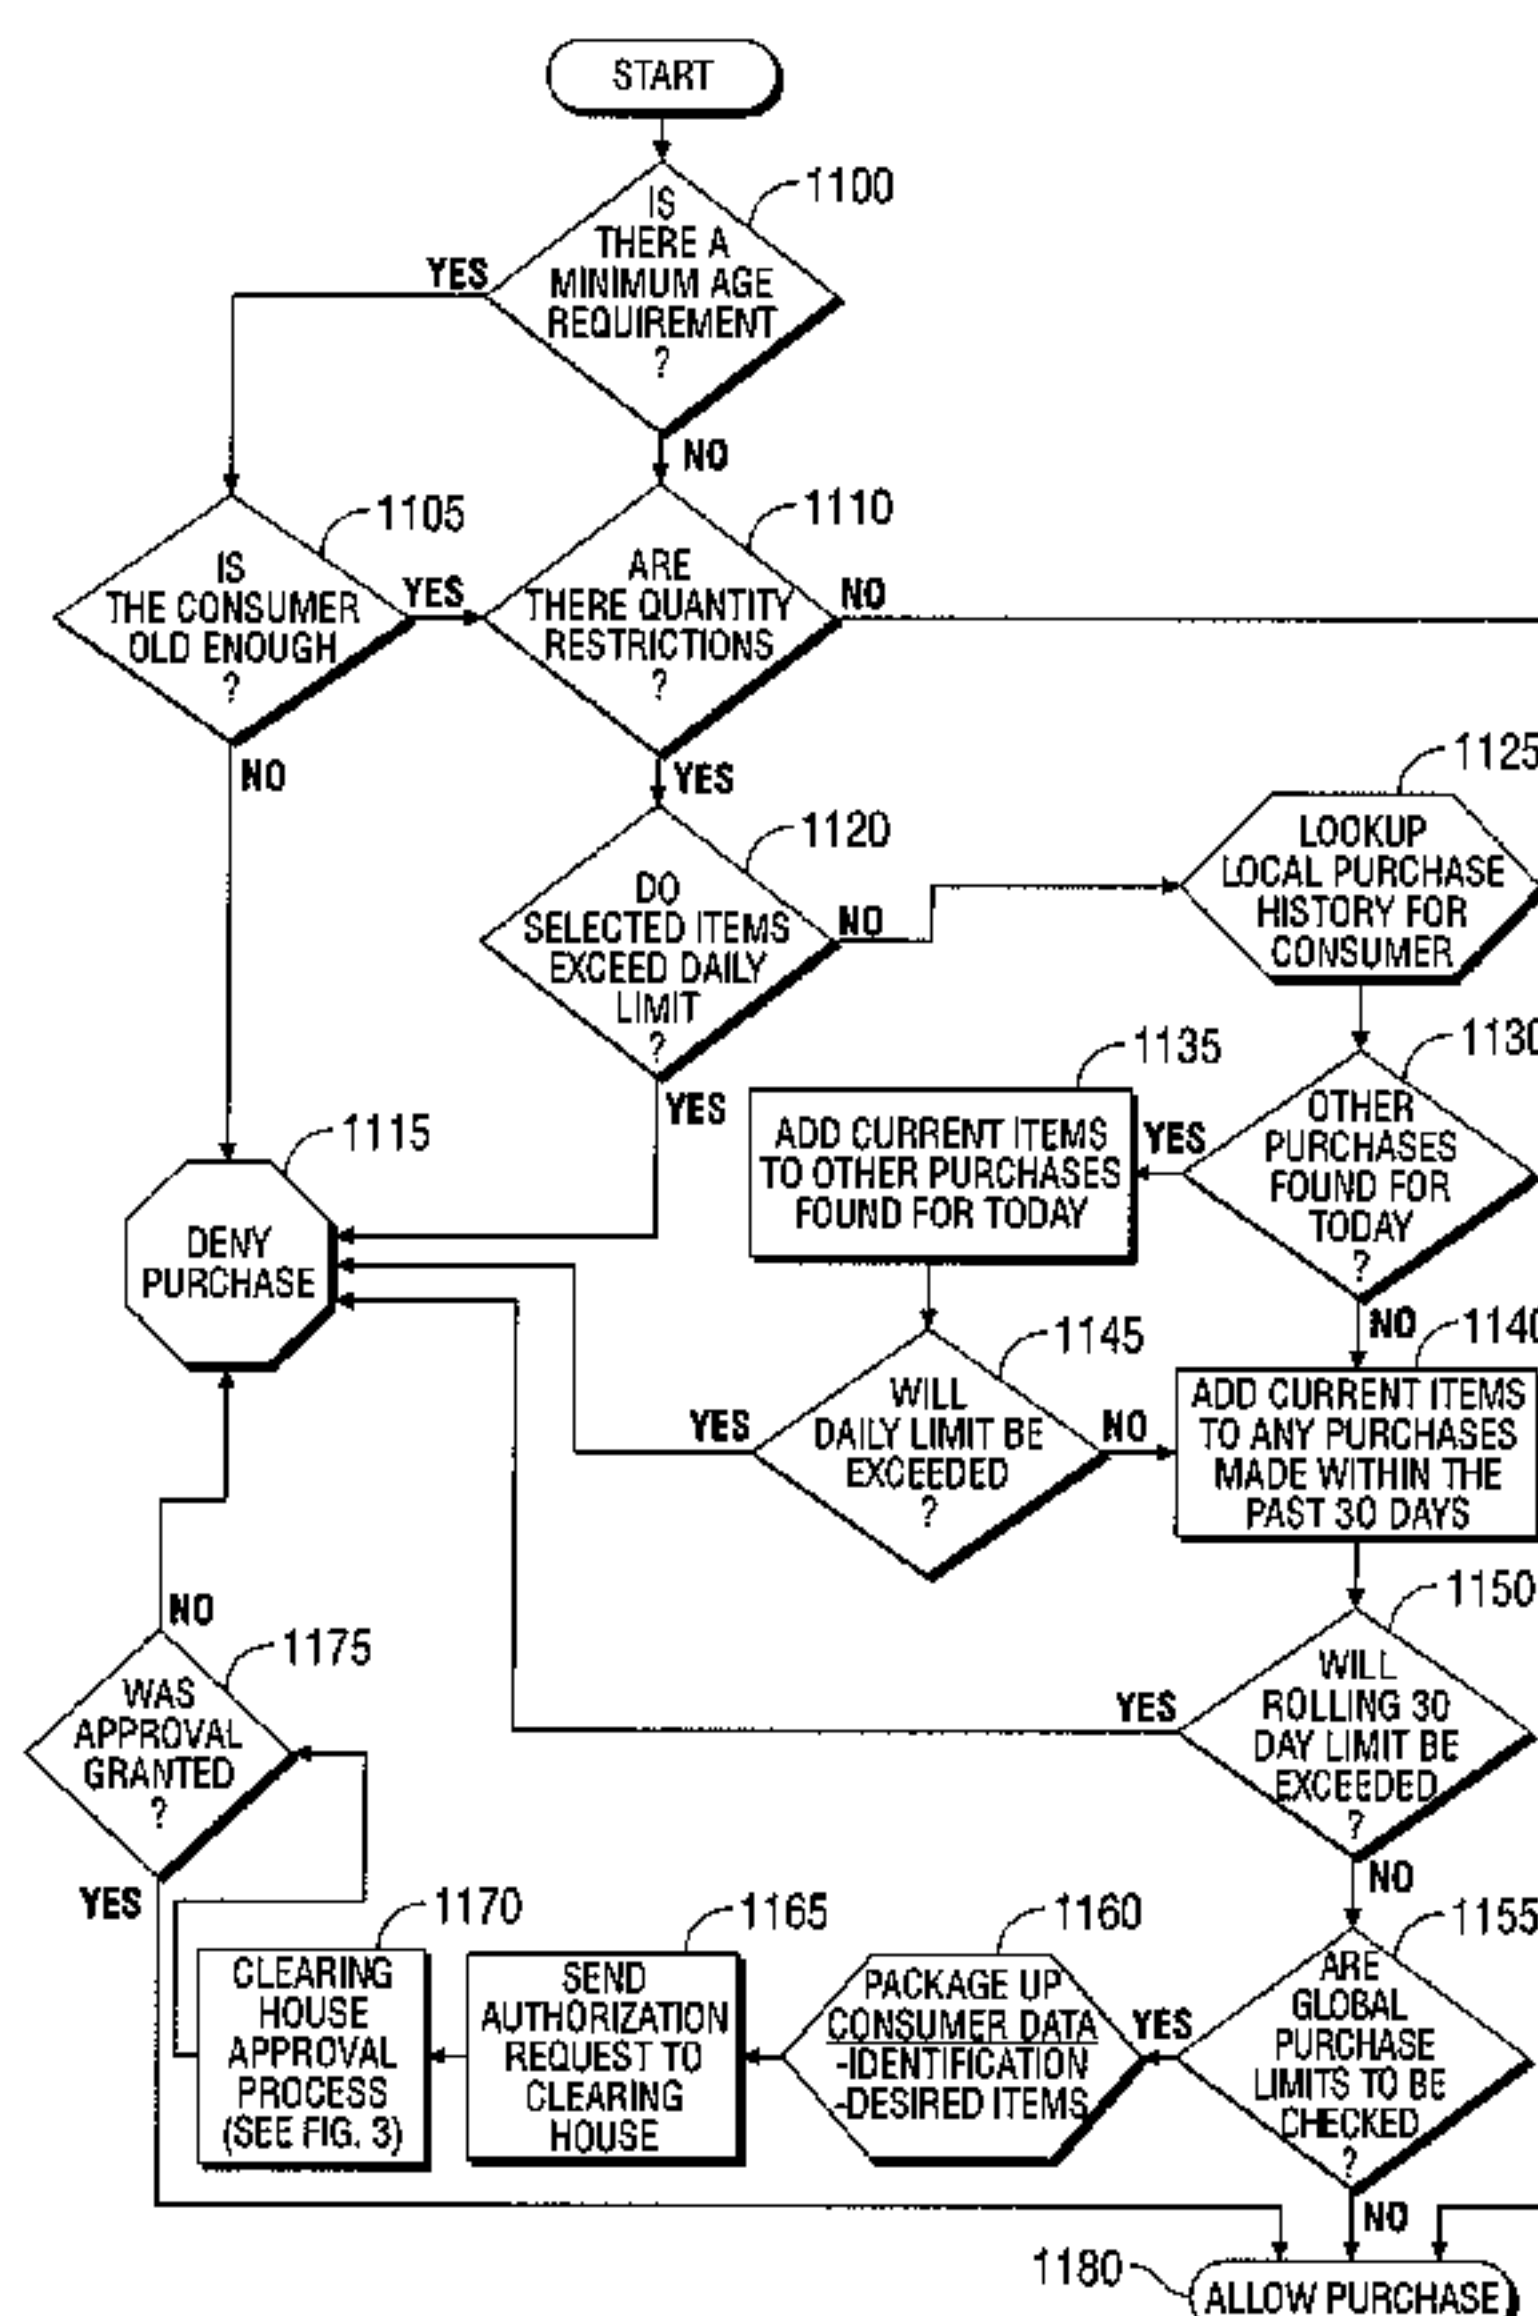 START
1100
IS
THERE A
MINIMUM AGE
REQUIREMENT
?
YES
NO
1105
IS
THE CONSUMER
OLD ENOUGH
?
YES
NO
1110
ARE
THERE QUANTITY
RESTRICTIONS
?
NO
YES
1120
DO
SELECTED ITEMS
EXCEED DAILY
LIMIT
?
NO
YES
1125
LOOKUP
LOCAL PURCHASE
HISTORY FOR
CONSUMER
1130
OTHER
PURCHASES
FOUND FOR
TODAY
?
YES
NO
1135
ADD CURRENT ITEMS
TO OTHER PURCHASES
FOUND FOR TODAY
1115
DENY
PURCHASE
1145
WILL
DAILY LIMIT BE
EXCEEDED
?
YES
NO
1140
ADD CURRENT ITEMS
TO ANY PURCHASES
MADE WITHIN THE
PAST 30 DAYS
1150
WILL
ROLLING 30
DAY LIMIT BE
EXCEEDED
?
YES
NO
NO
1175
WAS
APPROVAL
GRANTED
?
YES
1170
CLEARING
HOUSE
APPROVAL
PROCESS
(SEE FIG. 3)
1165
SEND
AUTHORIZATION
REQUEST TO
CLEARING
HOUSE
1160
PACKAGE UP
CONSUMER DATA
-IDENTIFICATION
-DESIRED ITEMS
YES
1155
ARE
GLOBAL
PURCHASE
LIMITS TO BE
CHECKED
?
NO
1180
ALLOW PURCHASE